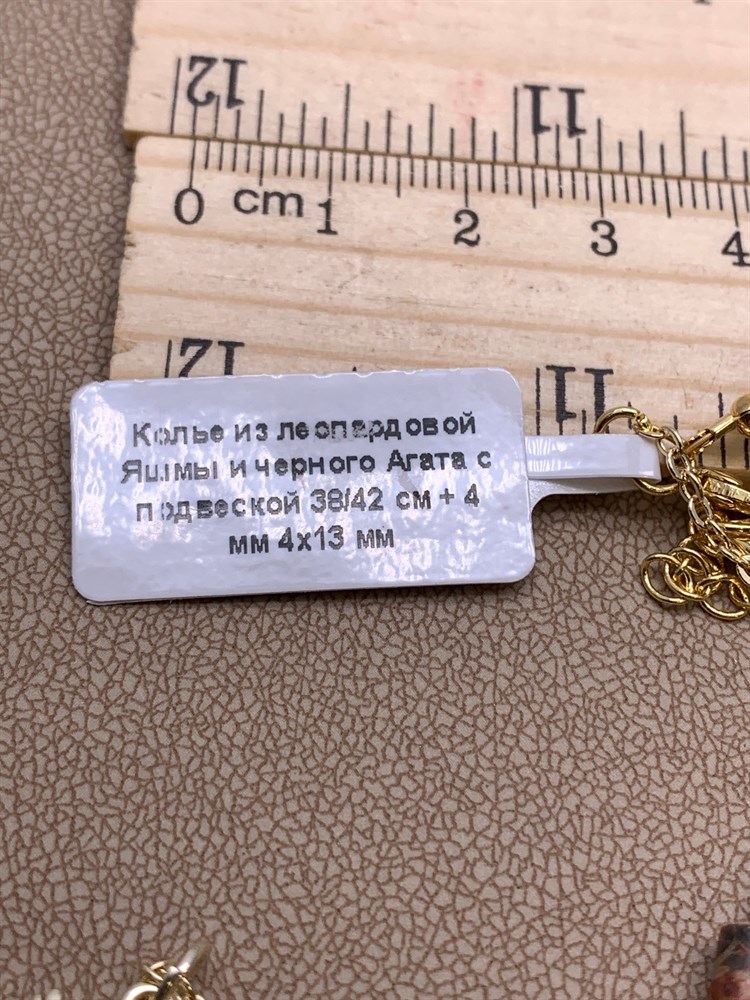 12 11
0 cm 1 2 3 4
12 11
Колье из леопардовой
Яшмы и черного Агата с
подвеской 38/42 см + 4
мм 4х13 мм